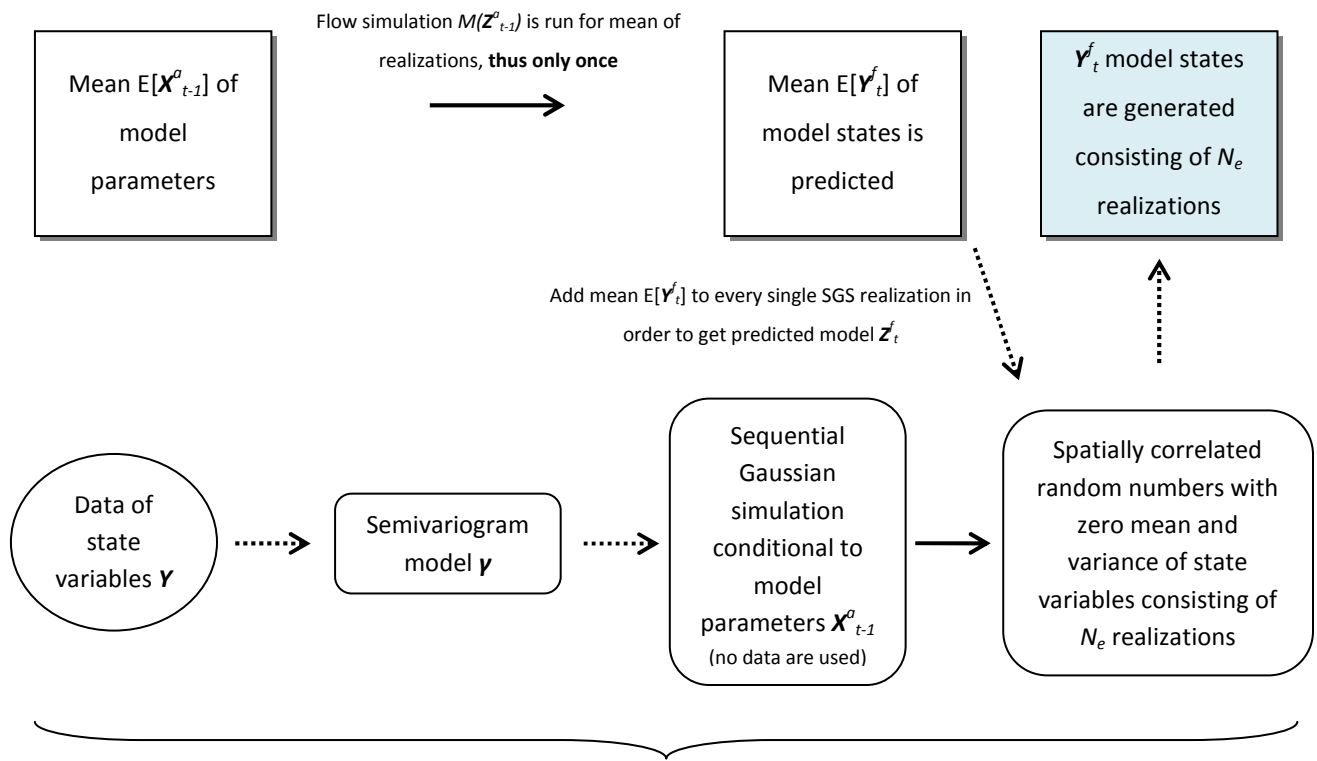 Flow simulation M(Z^a_{t-1}) is run for mean of
realizations, thus only once
Mean E[X^a_{t-1}] of
model
parameters
Mean E[Y^f_t] of
model states is
predicted
Y^f_t model states
are generated
consisting of N_e
realizations
Add mean E[Y^f_t] to every single SGS realization in
order to get predicted model Z^f_t
Data of
state
variables Y
Semivariogram
model γ
Sequential
Gaussian
simulation
conditional to
model
parameters X^a_{t-1}
(no data are used)
Spatially correlated
random numbers with
zero mean and
variance of state
variables consisting of
N_e realizations